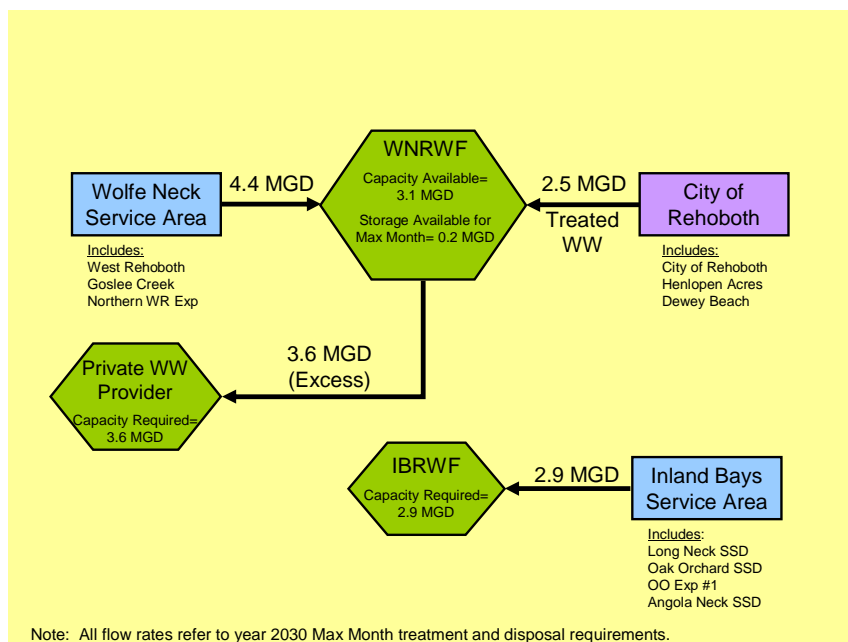 WNRWF
Capacity Available=
3.1 MGD
Storage Available for
Max Month= 0.2 MGD
4.4 MGD
Wolfe Neck
Service Area
Includes:
West Rehoboth
Goslee Creek
Northern WR Exp
2.5 MGD
Treated
WW
City of
Rehoboth
Includes:
City of Rehoboth
Henlopen Acres
Dewey Beach
3.6 MGD
(Excess)
Private WW
Provider
Capacity Required=
3.6 MGD
IBRWF
Capacity Required=
2.9 MGD
2.9 MGD
Inland Bays
Service Area
Includes:
Long Neck SSD
Oak Orchard SSD
OO Exp #1
Angola Neck SSD
Note: All flow rates refer to year 2030 Max Month treatment and disposal requirements.